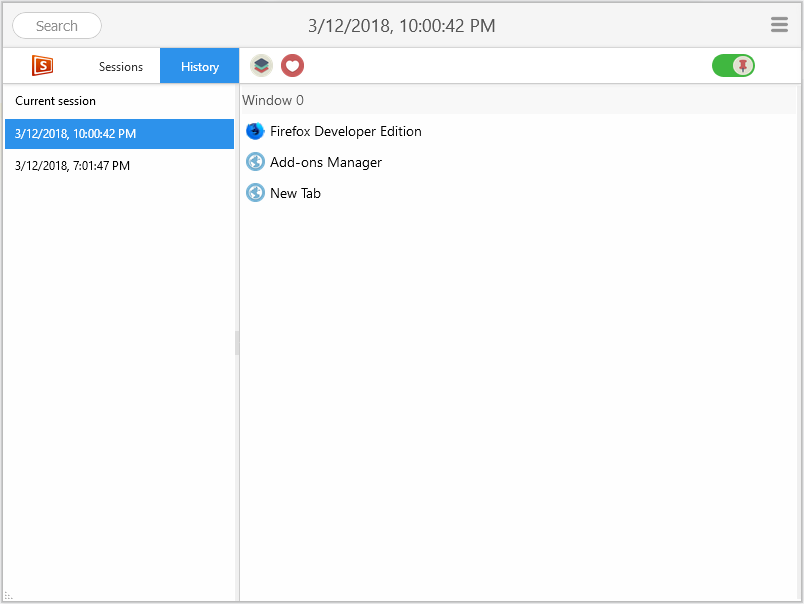 Search
3/12/2018, 10:00:42 PM
S
Sessions
History
Current session
3/12/2018, 10:00:42 PM
3/12/2018, 7:01:47 PM
Window 0
Firefox Developer Edition
Add-ons Manager
New Tab